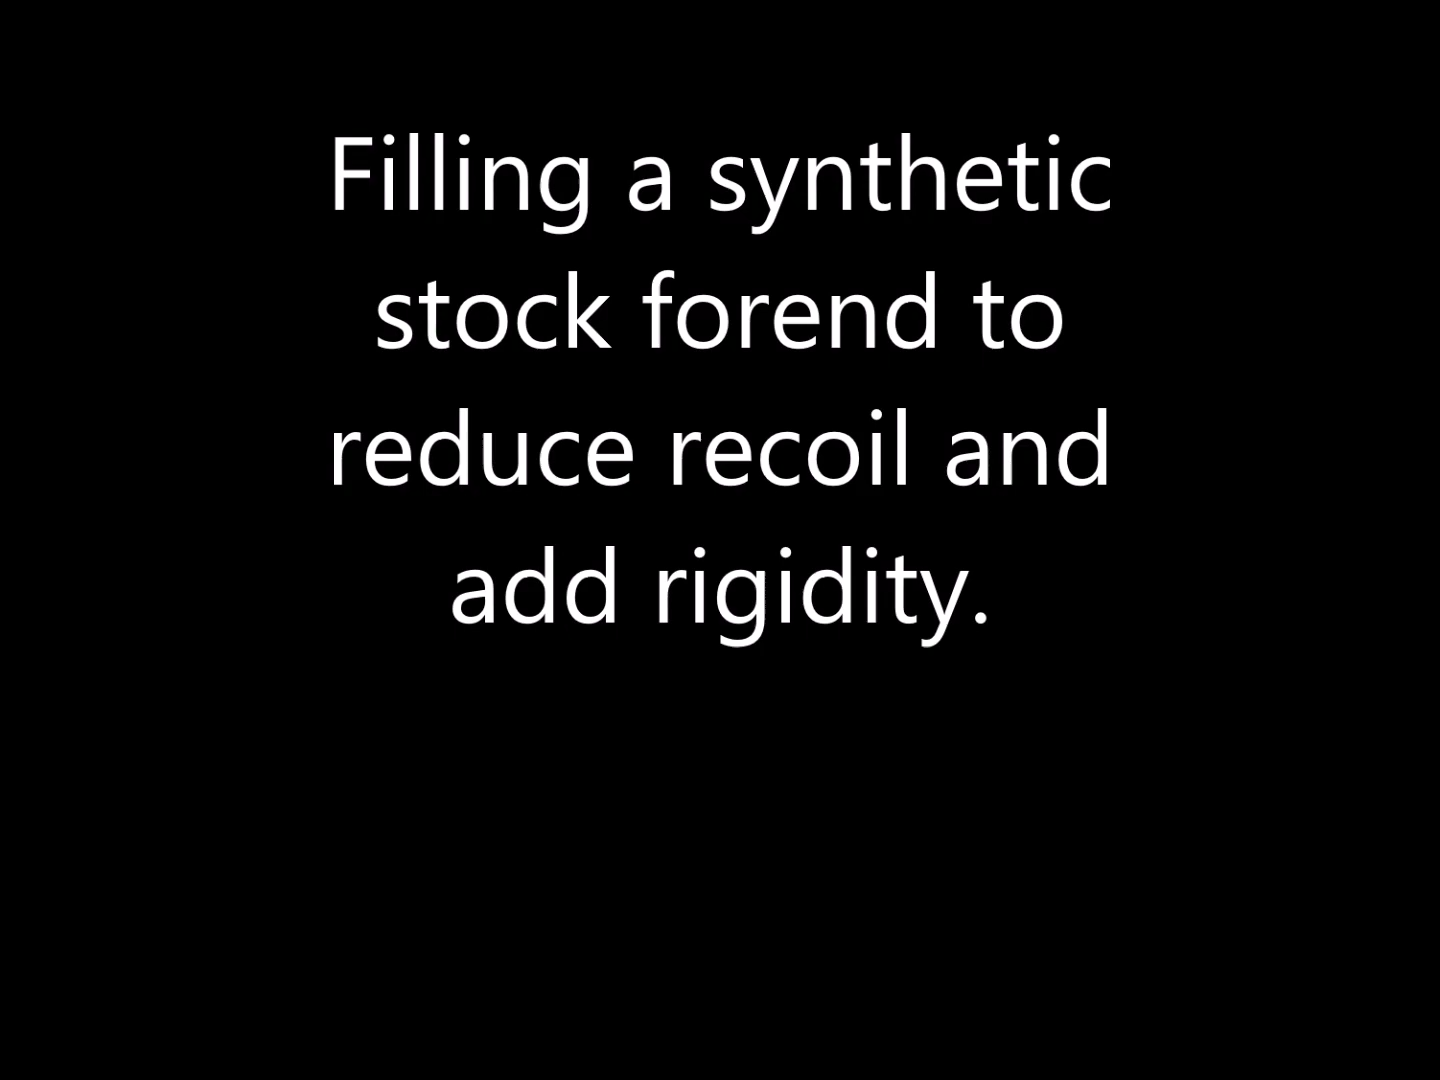 Filling a synthetic
stock forend to
reduce recoil and
add rigidity.